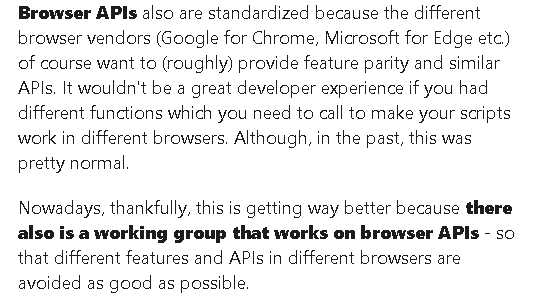 Browser APIs also are standardized because the different
browser vendors (Google for Chrome, Microsoft for Edge etc.)
of course want to (roughly) provide feature parity and similar
APIs. It wouldn't be a great developer experience if you had
different functions which you need to call to make your scripts
work in different browsers. Although, in the past, this was
pretty normal.
Nowadays, thankfully, this is getting way better because there
also is a working group that works on browser APIs - so
that different features and APIs in different browsers are
avoided as good as possible.